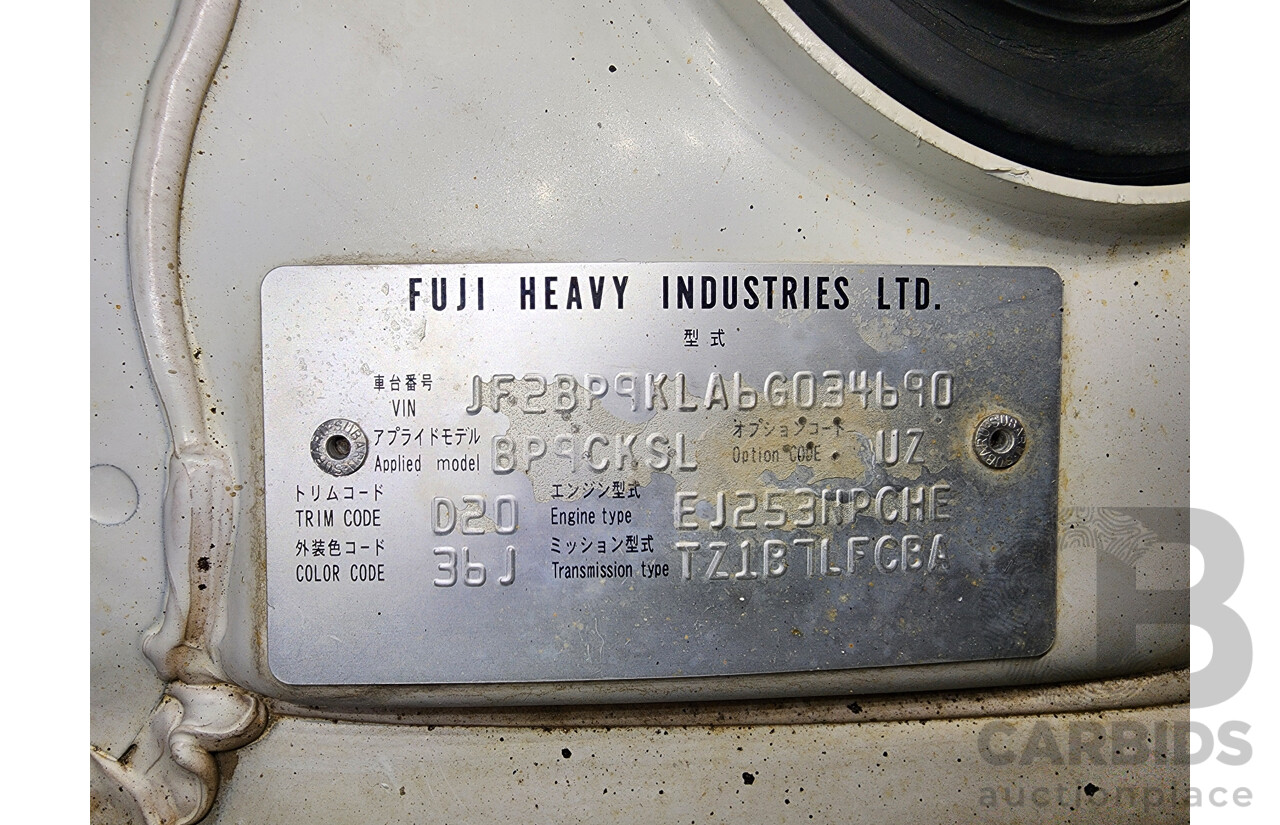 FUJI HEAVY INDUSTRIES LTD.
型式
車台番号
VIN JF2BP9KLA6G034690
アプライドモデル オプションコード
Applied model BP9CKSL Option CODE UZ
トリムコード エンジン型式
TRIM CODE D20 Engine type EJ253HPCHE
外装色コード ミッション型式
COLOR CODE 36J Transmission type TZ1B7LFCBA
SUBARU
SUBARU
B
CARBIDS
auctionplace